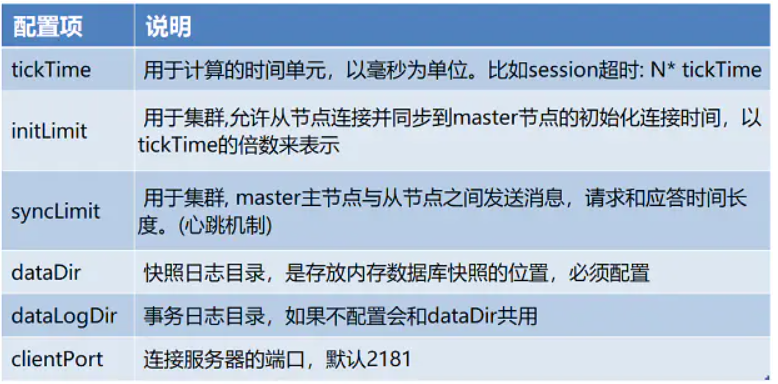 配置项 说明
tickTime 用于计算的时间单元，以毫秒为单位。比如session超时: N* tickTime
initLimit 用于集群,允许从节点连接并同步到master节点的初始化连接时间，以
tickTime的倍数来表示
syncLimit 用于集群, master主节点与从节点之间发送消息，请求和应答时间长
度。(心跳机制)
dataDir 快照日志目录，是存放内存数据库快照的位置，必须配置
dataLogDir 事务日志目录，如果不配置会和dataDir共用
clientPort 连接服务器的端口，默认2181